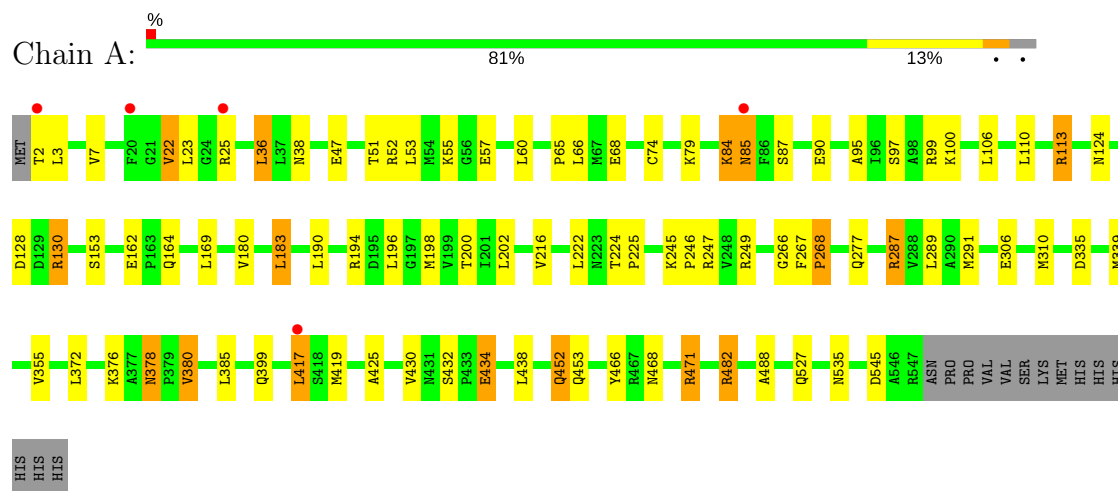 %
Chain A:
81% 13% • •
MET T2 L3 V7 F20 G21 V22 L23 G24 R25 L36 L37 N38 E47 T51 R52 L53 M54 K55 G56 E57 L60 P65 L66 M67 E68 C74 K79 K84 N85 F86 S87 E90 A95 I96 S97 A98 R99 K100 L106 L110 R113 N124
D128 D129 R130 S153 E162 P163 Q164 L169 V180 L183 L190 R194 D195 L196 G197 M198 V199 T200 I201 L202 V216 L222 N223 T224 P225 K245 P246 R247 V248 R249 G266 F267 P268 Q277 R287 V288 L289 A290 M291 E306 M310 D335 M339
V355 L372 K376 A377 N378 P379 V380 L385 Q399 L417 S418 M419 A425 V430 N431 S432 P433 E434 L438 Q452 Q453 Y466 R467 N468 R471 R482 A488 Q527 N535 D545 A546 R547 ASN PRO PRO VAL VAL SER LYS MET HIS HIS HIS
HIS HIS HIS